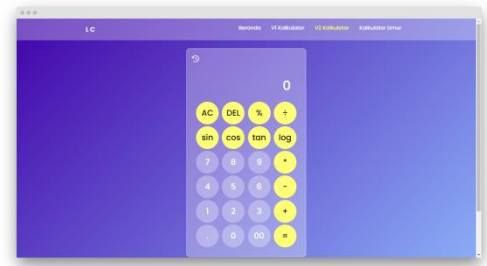 LC Beranda V1 Kalkulator V2 Kalkulator Kalkulator Umur
0
AC DEL % ÷
sin cos tan log
7 8 9 *
4 5 6 -
1 2 3 +
. 0 00 =